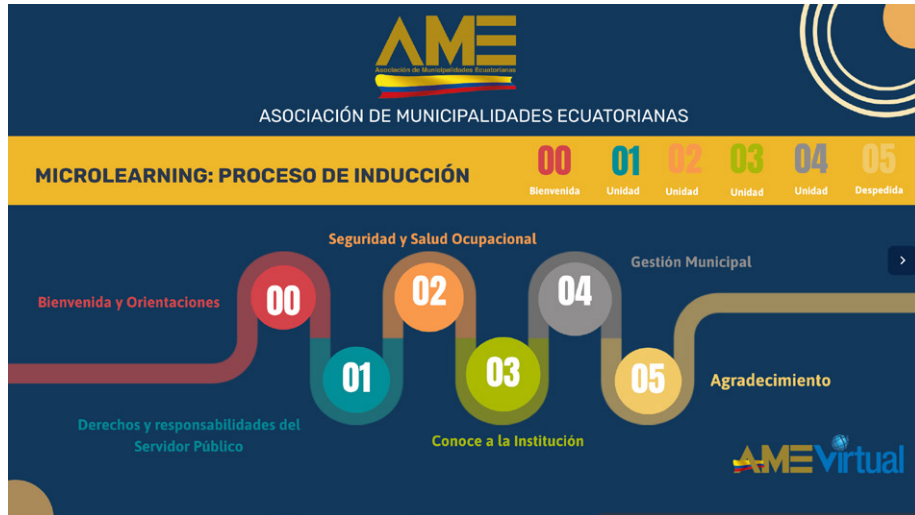 AME
Asociación de Municipalidades Ecuatorianas
ASOCIACIÓN DE MUNICIPALIDADES ECUATORIANAS
MICROLEARNING: PROCESO DE INDUCCIÓN
00 01 02 03 04 05
Bienvenida Unidad Unidad Unidad Unidad Despedida
Seguridad y Salud Ocupacional
Gestión Municipal
Bienvenida y Orientaciones
00
02
04
01
03
05
Agradecimiento
Derechos y responsabilidades del
Servidor Público
Conoce a la Institución
AMEVirtual